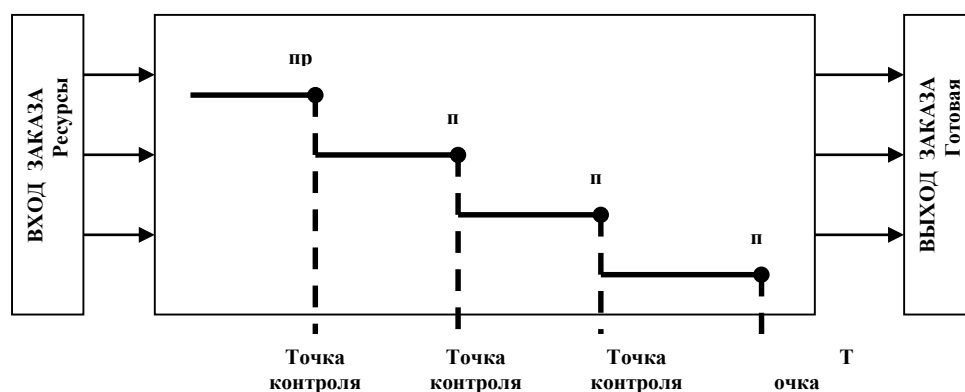 ВХОД ЗАКАЗА
Ресурсы
пр
п
п
п
ВЫХОД ЗАКАЗА
Готовая
Точка
контроля
Точка
контроля
Точка
контроля
Т
очка